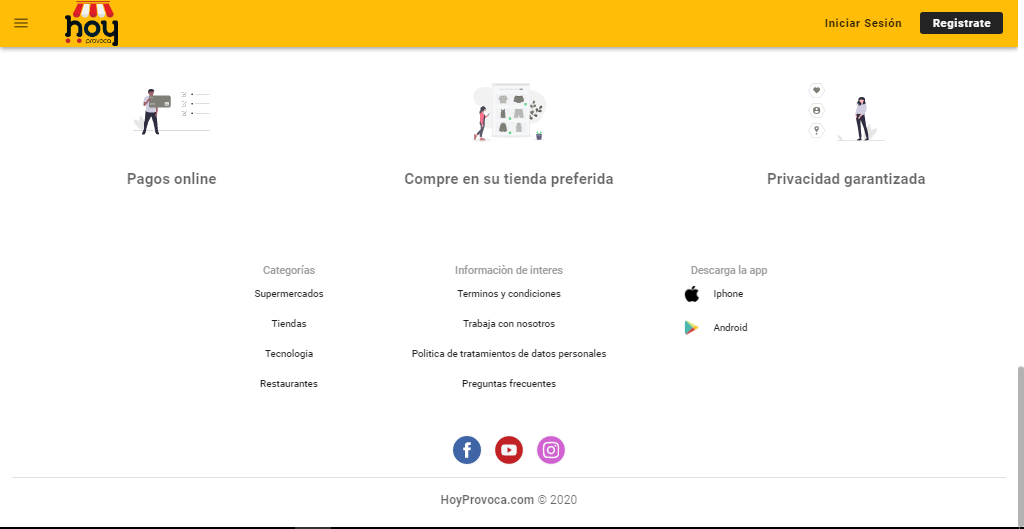 hoy
provoca
Iniciar Sesión
Registrate
Pagos online
Compre en su tienda preferida
Privacidad garantizada
Categorías
Supermercados
Tiendas
Tecnologia
Restaurantes
Informaciòn de interes
Terminos y condiciones
Trabaja con nosotros
Politica de tratamientos de datos personales
Preguntas frecuentes
Descarga la app
Iphone
Android
HoyProvoca.com © 2020